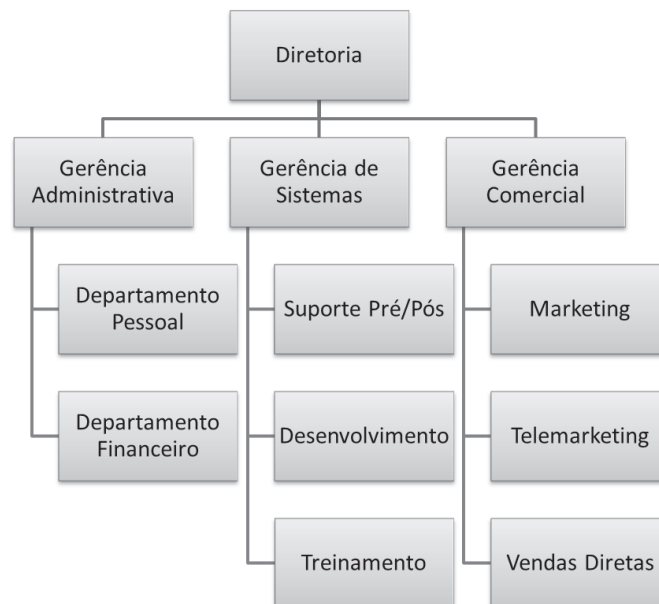 Diretoria
Gerência
Administrativa
Gerência de
Sistemas
Gerência
Comercial
Departamento
Pessoal
Suporte Pré/Pós
Marketing
Departamento
Financeiro
Desenvolvimento
Telemarketing
Treinamento
Vendas Diretas